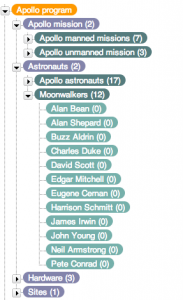 Apollo program
Apollo mission (2)
Apollo manned missions (7)
Apollo unmanned missions (3)
Astronauts (2)
Apollo astronauts (17)
Moonwalkers (12)
Alan Bean (0)
Alan Shepard (0)
Buzz Aldrin (0)
Charles Duke (0)
David Scott (0)
Edgar Mitchell (0)
Eugene Cernan (0)
Harrison Schmitt (0)
James Irwin (0)
John Young (0)
Neil Armstrong (0)
Pete Conrad (0)
Hardware (3)
Sites (1)